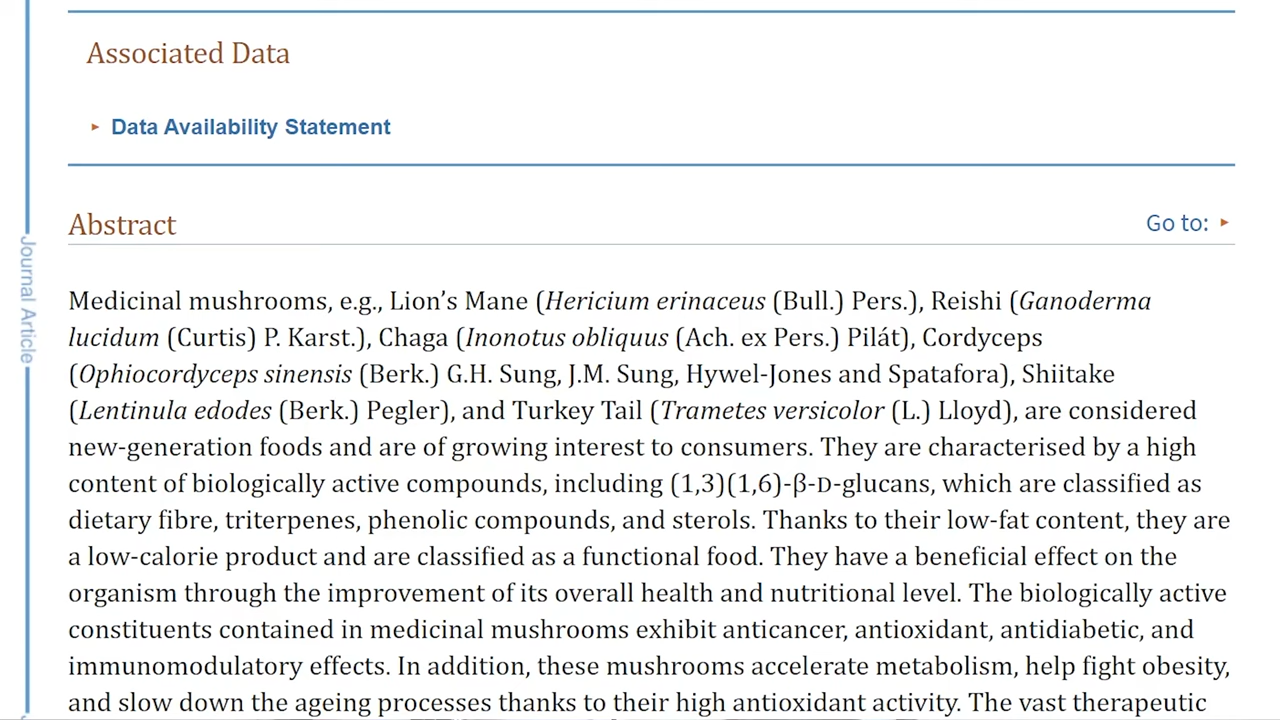 Associated Data
▸ Data Availability Statement
Abstract
Go to: ▸
Journal Article
Medicinal mushrooms, e.g., Lion’s Mane (Hericium erinaceus (Bull.) Pers.), Reishi (Ganoderma
lucidum (Curtis) P. Karst.), Chaga (Inonotus obliquus (Ach. ex Pers.) Pilát), Cordyceps
(Ophiocordyceps sinensis (Berk.) G.H. Sung, J.M. Sung, Hywel-Jones and Spatafora), Shiitake
(Lentinula edodes (Berk.) Pegler), and Turkey Tail (Trametes versicolor (L.) Lloyd), are considered
new-generation foods and are of growing interest to consumers. They are characterised by a high
content of biologically active compounds, including (1,3)(1,6)-β-D-glucans, which are classified as
dietary fibre, triterpenes, phenolic compounds, and sterols. Thanks to their low-fat content, they are
a low-calorie product and are classified as a functional food. They have a beneficial effect on the
organism through the improvement of its overall health and nutritional level. The biologically active
constituents contained in medicinal mushrooms exhibit anticancer, antioxidant, antidiabetic, and
immunomodulatory effects. In addition, these mushrooms accelerate metabolism, help fight obesity,
and slow down the ageing processes thanks to their high antioxidant activity. The vast therapeutic